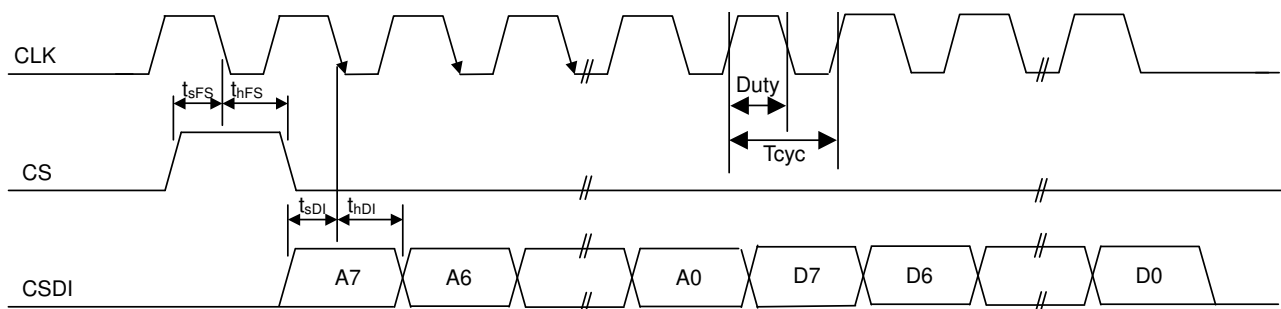 CLK
tsFS thFS
Duty
Tcyc
CS
tsDI thDI
CSDI A7 A6 A0 D7 D6 D0